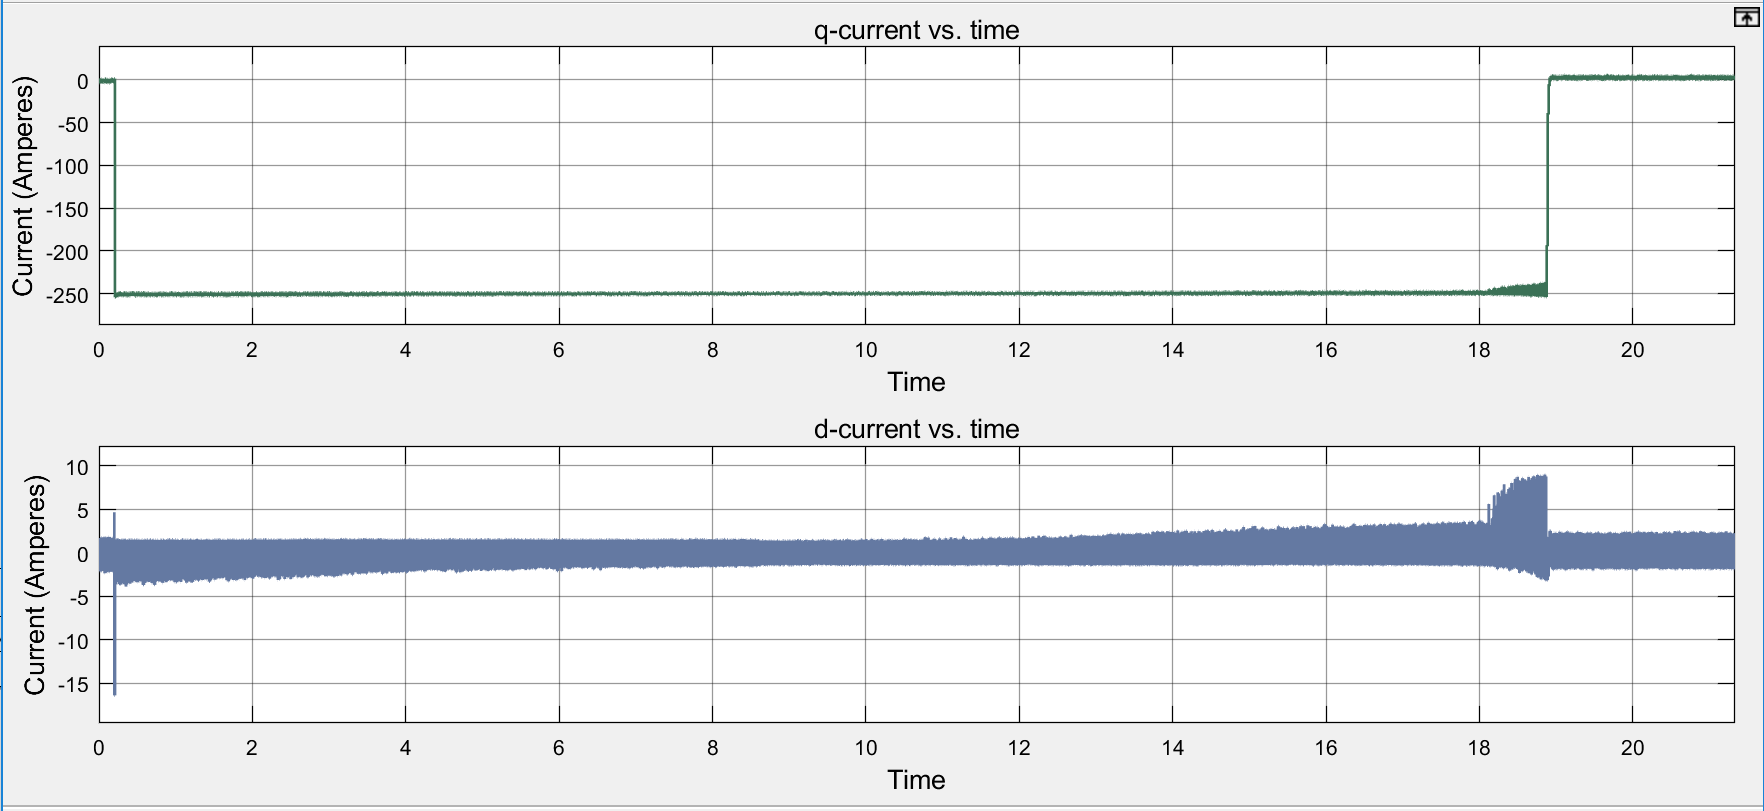 q-current vs. time
Current (Amperes)
0
-50
-100
-150
-200
-250
0 2 4 6 8 10 12 14 16 18 20
Time
d-current vs. time
Current (Amperes)
10
5
0
-5
-10
-15
0 2 4 6 8 10 12 14 16 18 20
Time